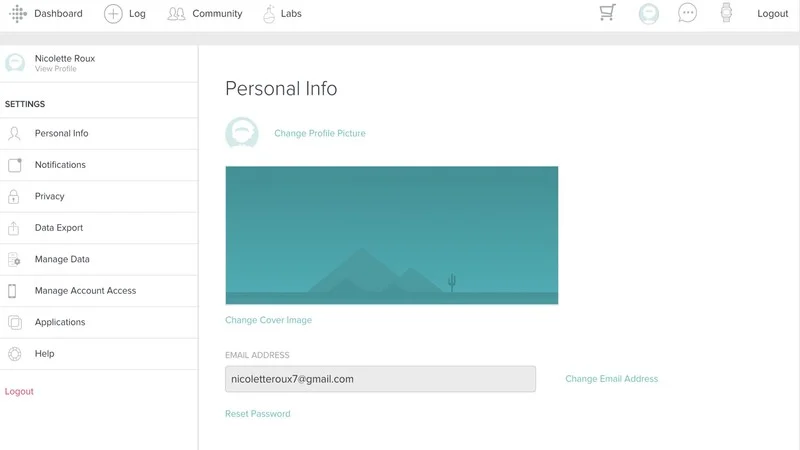 Dashboard
Log
Community
Labs
Logout
Nicolette Roux
View Profile
SETTINGS
Personal Info
Notifications
Privacy
Data Export
Manage Data
Manage Account Access
Applications
Help
Logout
Personal Info
Change Profile Picture
Change Cover Image
EMAIL ADDRESS
nicoletteroux7@gmail.com
Change Email Address
Reset Password